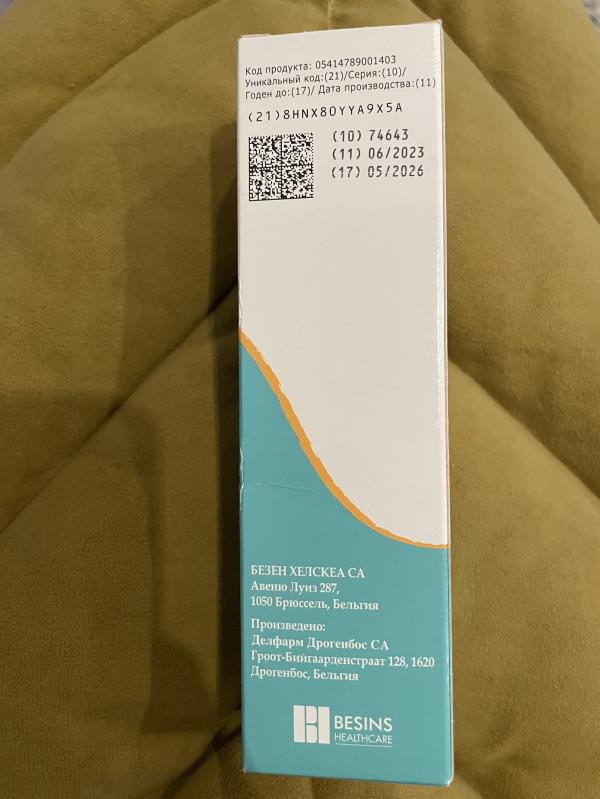 Код продукта: 05414789001403
Уникальный код:(21)/Серия:(10)/
Годен до:(17)/ Дата производства:(11)
(21)8HNX8OYYA9X5A
(10) 74643
(11) 06/2023
(17) 05/2026
БЕЗЕН ХЕЛСКЕА СА
Авеню Луиз 287,
1050 Брюссель, Бельгия
Произведено:
Делфарм Дрогенбос СА
Гроот-Бийгаарденстраат 128, 1620
Дрогенбос, Бельгия
BESINS
HEALTHCARE